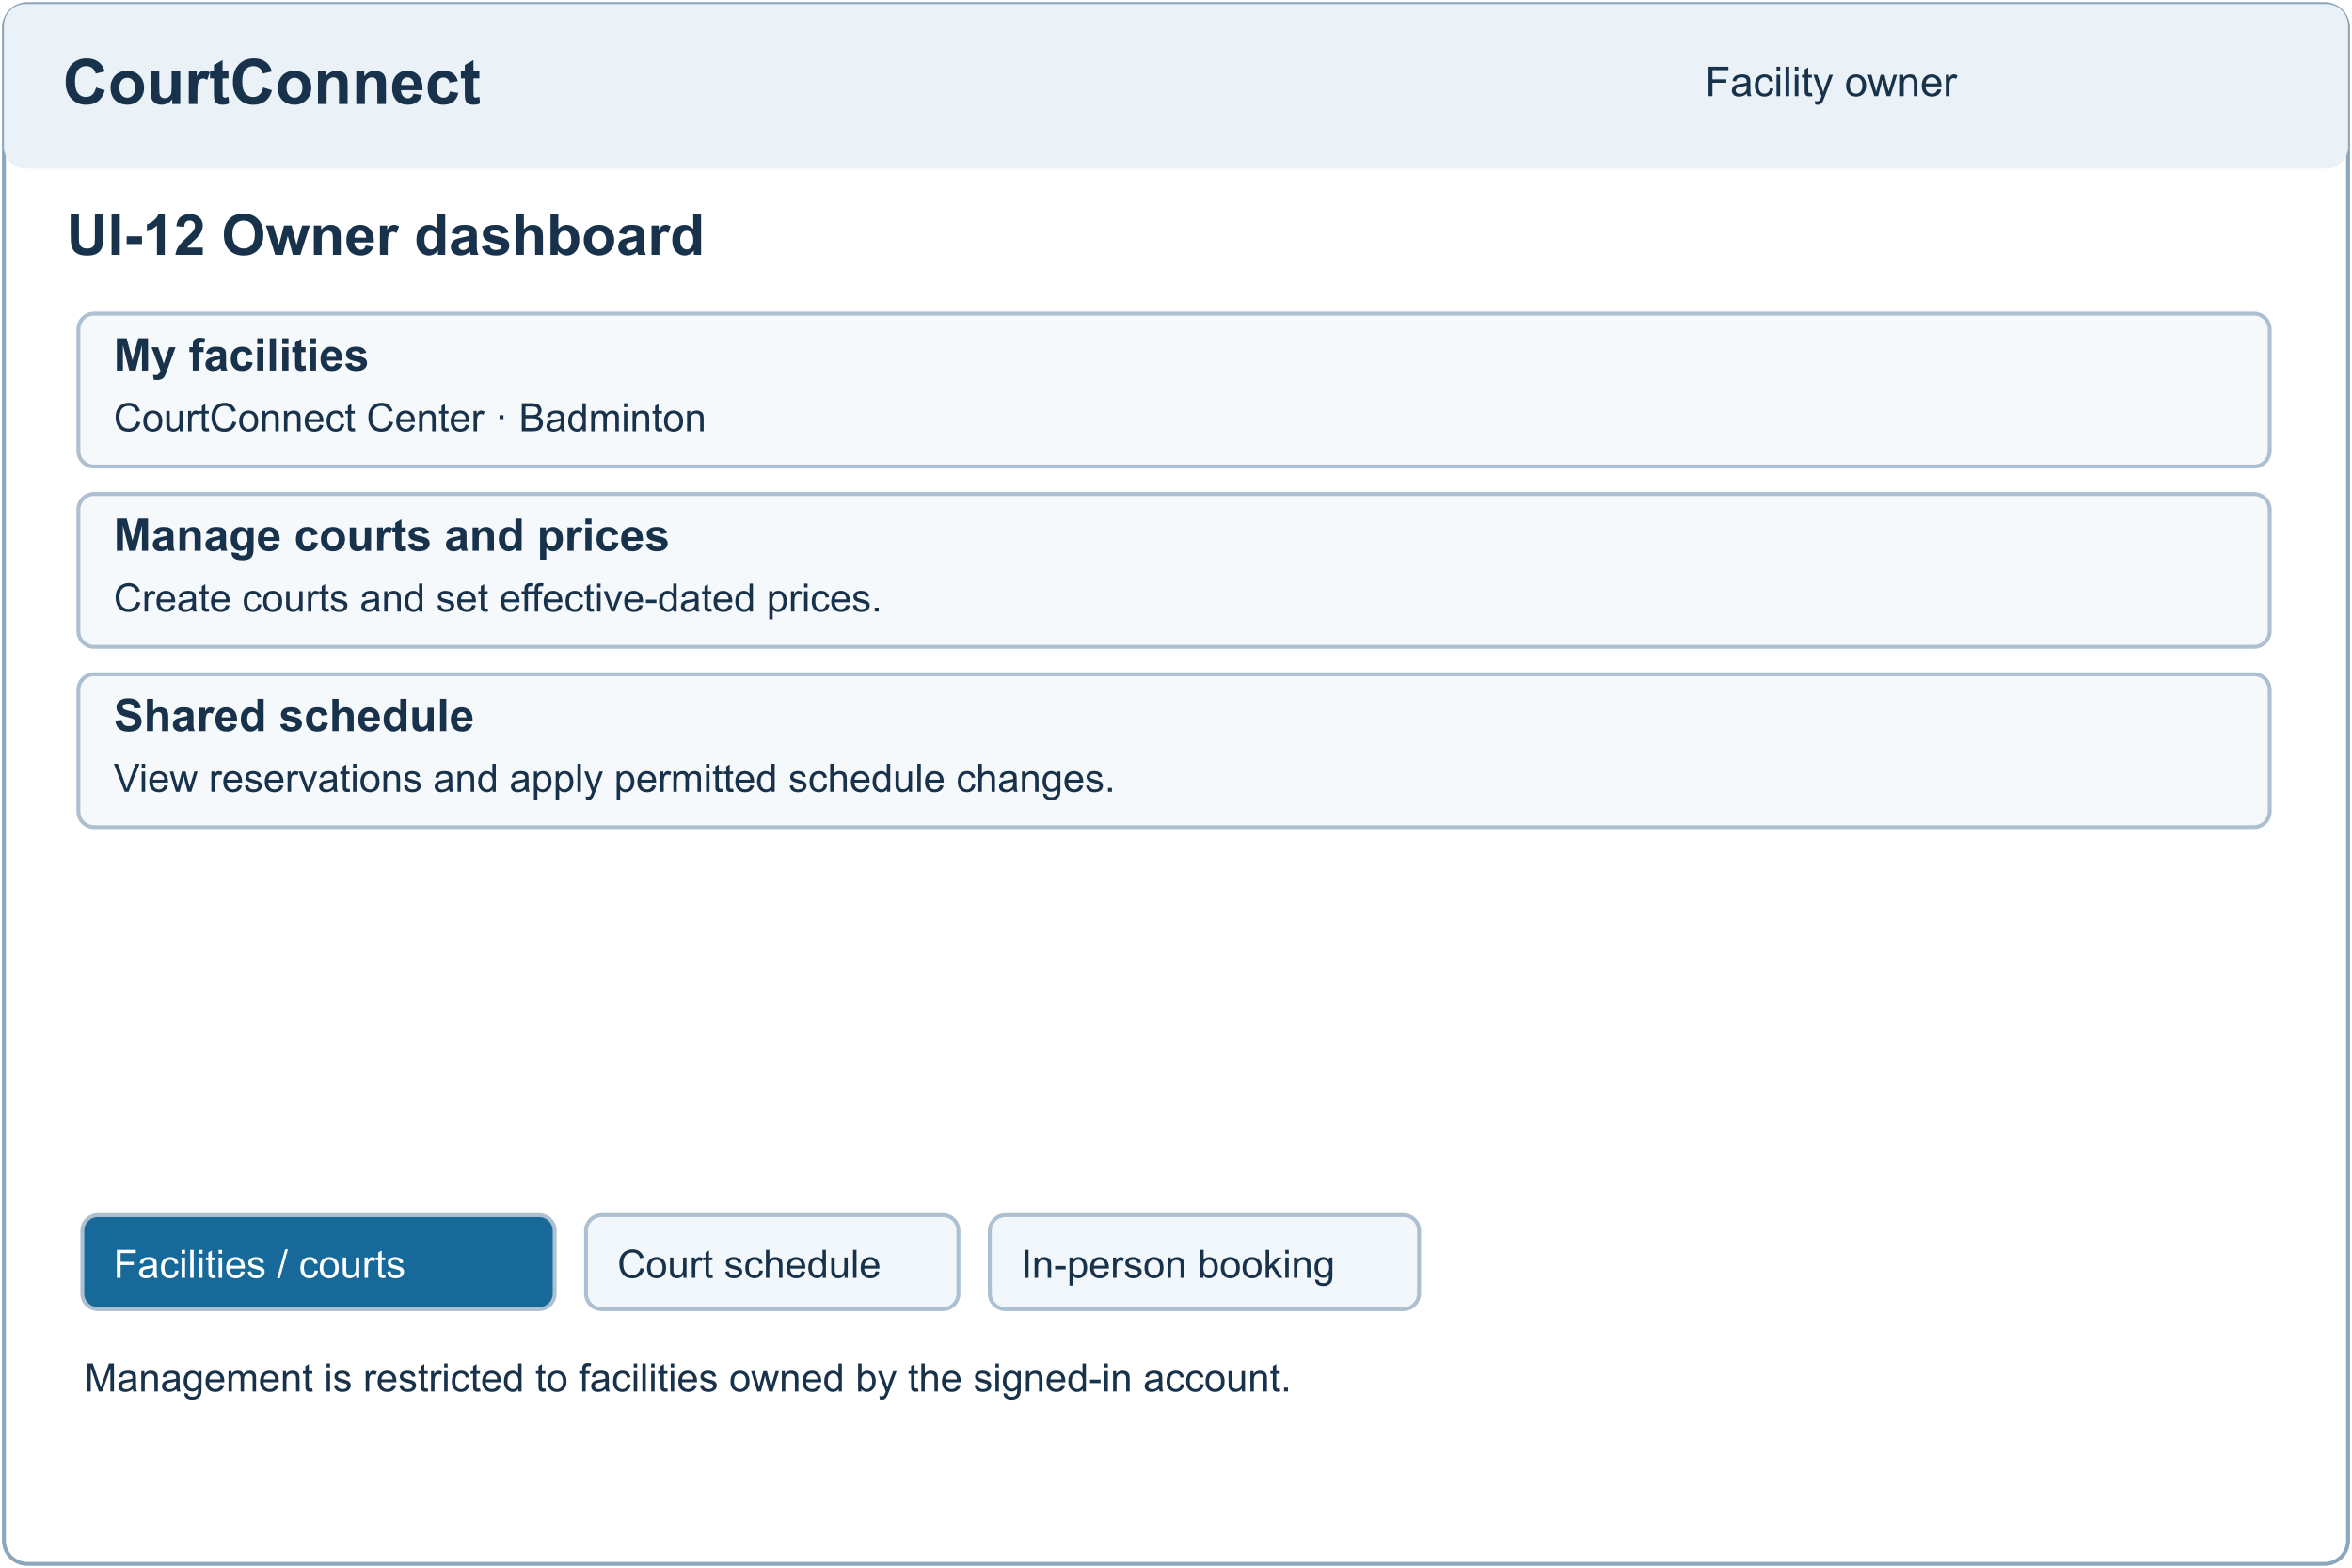 CourtConnect
Facility owner
UI-12 Owner dashboard
My facilities
CourtConnect Center · Badminton
Manage courts and prices
Create courts and set effective-dated prices.
Shared schedule
View reservations and apply permitted schedule changes.
Facilities / courts
Court schedule
In-person booking
Management is restricted to facilities owned by the signed-in account.